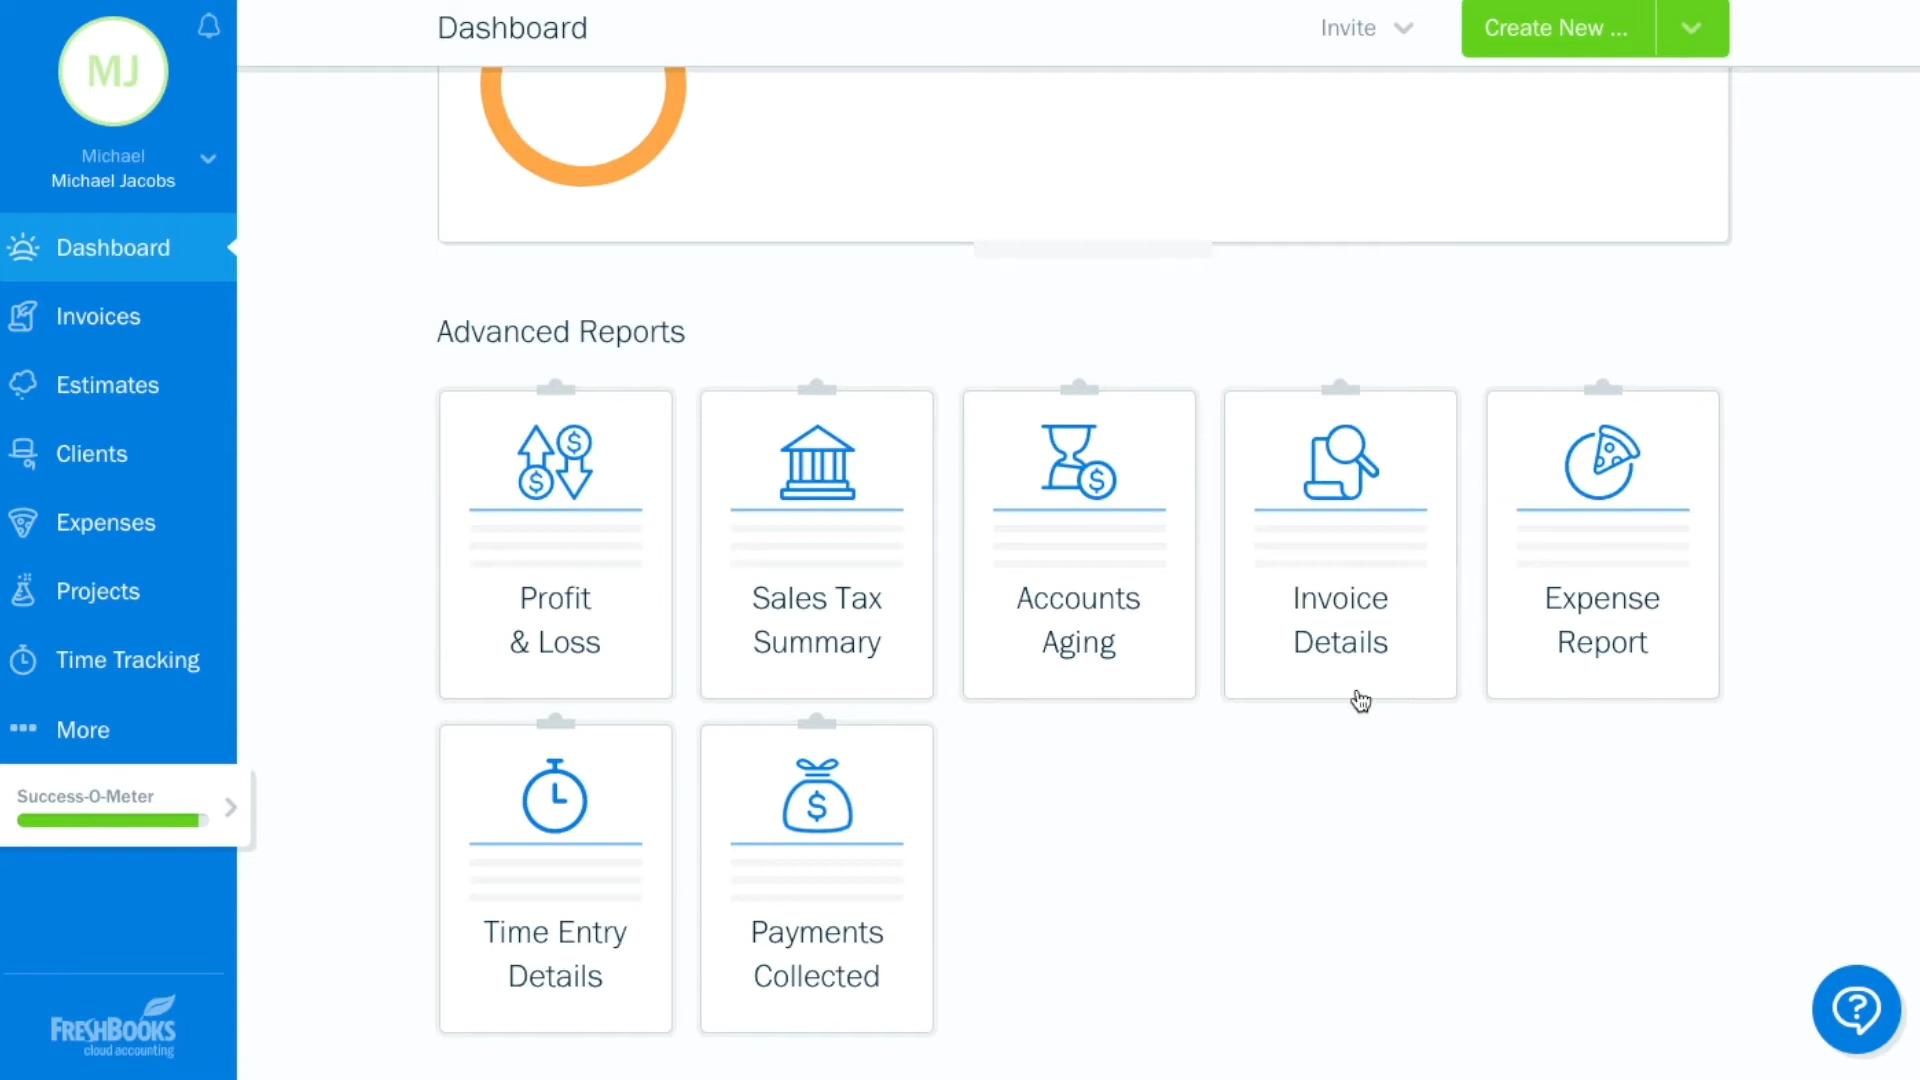 MJ
Michael
Michael Jacobs
Dashboard
Invoices
Estimates
Clients
Expenses
Projects
Time Tracking
More
Success-O-Meter
FRESHBOOKS
cloud accounting
Dashboard
Invite
Create New ...
Advanced Reports
Profit
& Loss
Sales Tax
Summary
Accounts
Aging
Invoice
Details
Expense
Report
Time Entry
Details
Payments
Collected